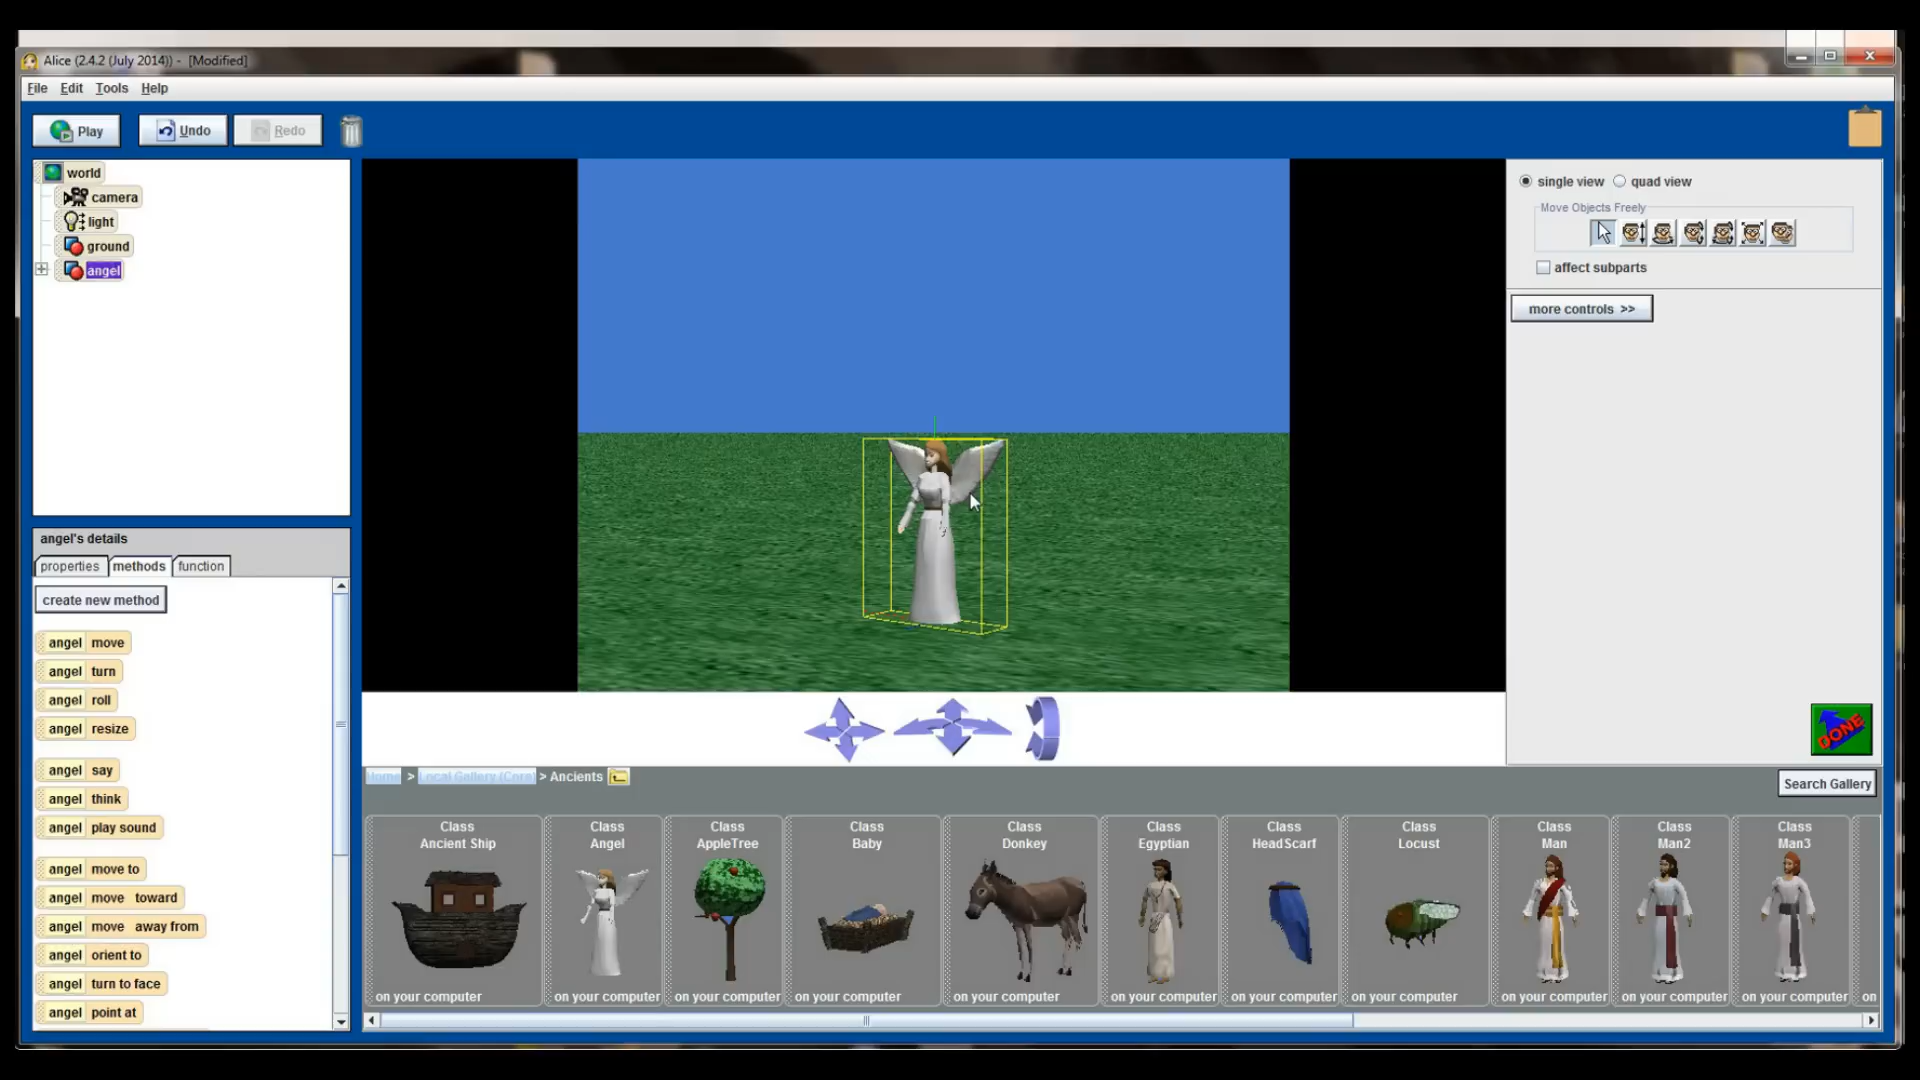 Alice (2.4.2 (July 2014)) - [Modified]
File Edit Tools Help
Play Undo Redo
world
camera
light
ground
angel
single view quad view
Move Objects Freely
affect subparts
more controls >>
DONE
angel's details
properties methods function
create new method
angel move
angel turn
angel roll
angel resize
angel say
angel think
angel play sound
angel move to
angel move toward
angel move away from
angel orient to
angel turn to face
angel point at
Home > Local Gallery (Core) > Ancients
Search Gallery
Class Class Class Class Class Class Class Class Class Class Class
Ancient Ship Angel AppleTree Baby Donkey Egyptian HeadScarf Locust Man Man2 Man3
on your computer on your computer on your computer on your computer on your computer on your computer on your computer on your computer on your computer on your computer on your computer on